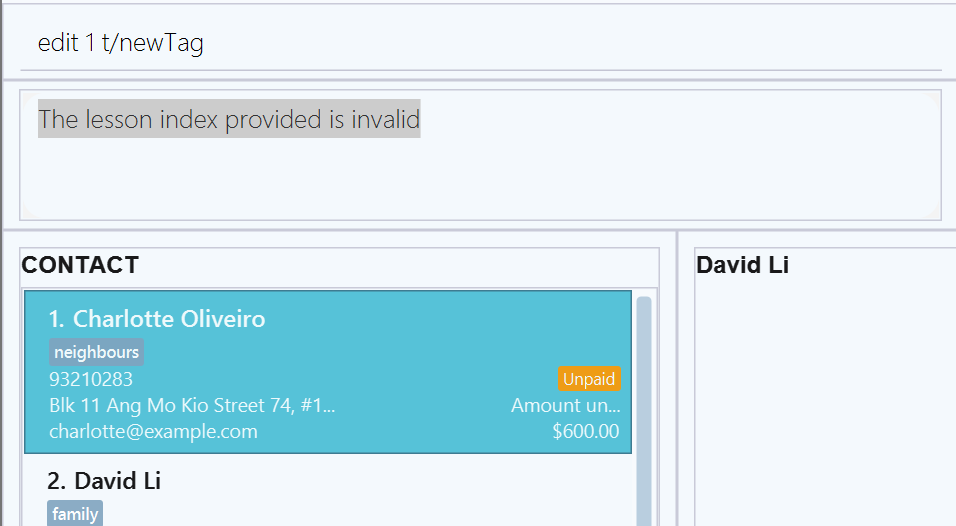 edit 1 t/newTag
The lesson index provided is invalid
CONTACT
1. Charlotte Oliveiro
neighbours
93210283
Unpaid
Blk 11 Ang Mo Kio Street 74, #1...
Amount un...
charlotte@example.com
$600.00
2. David Li
family
David Li